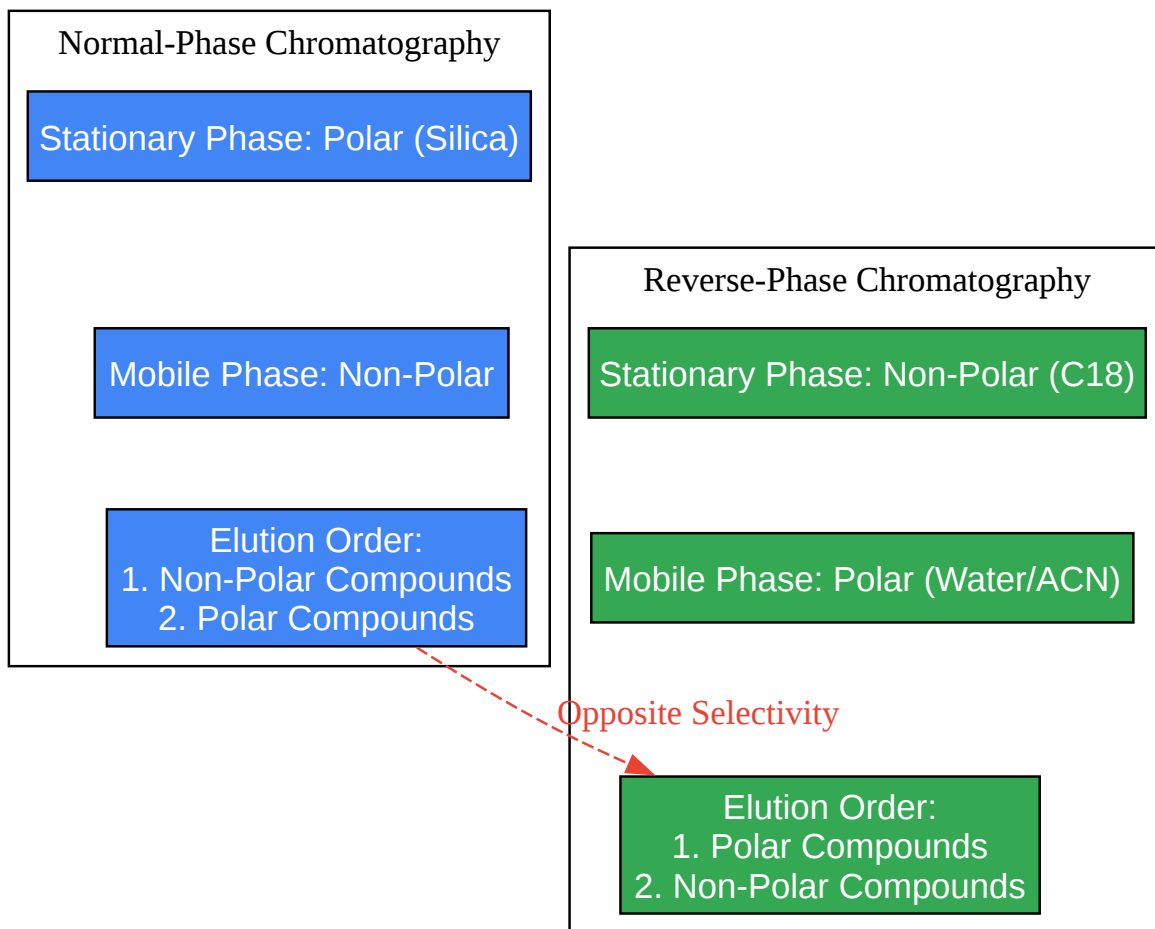 Normal-Phase Chromatography
Stationary Phase: Polar (Silica)
Mobile Phase: Non-Polar
Elution Order:
1. Non-Polar Compounds
2. Polar Compounds
Opposite Selectivity
Reverse-Phase Chromatography
Stationary Phase: Non-Polar (C18)
Mobile Phase: Polar (Water/ACN)
Elution Order:
1. Polar Compounds
2. Non-Polar Compounds